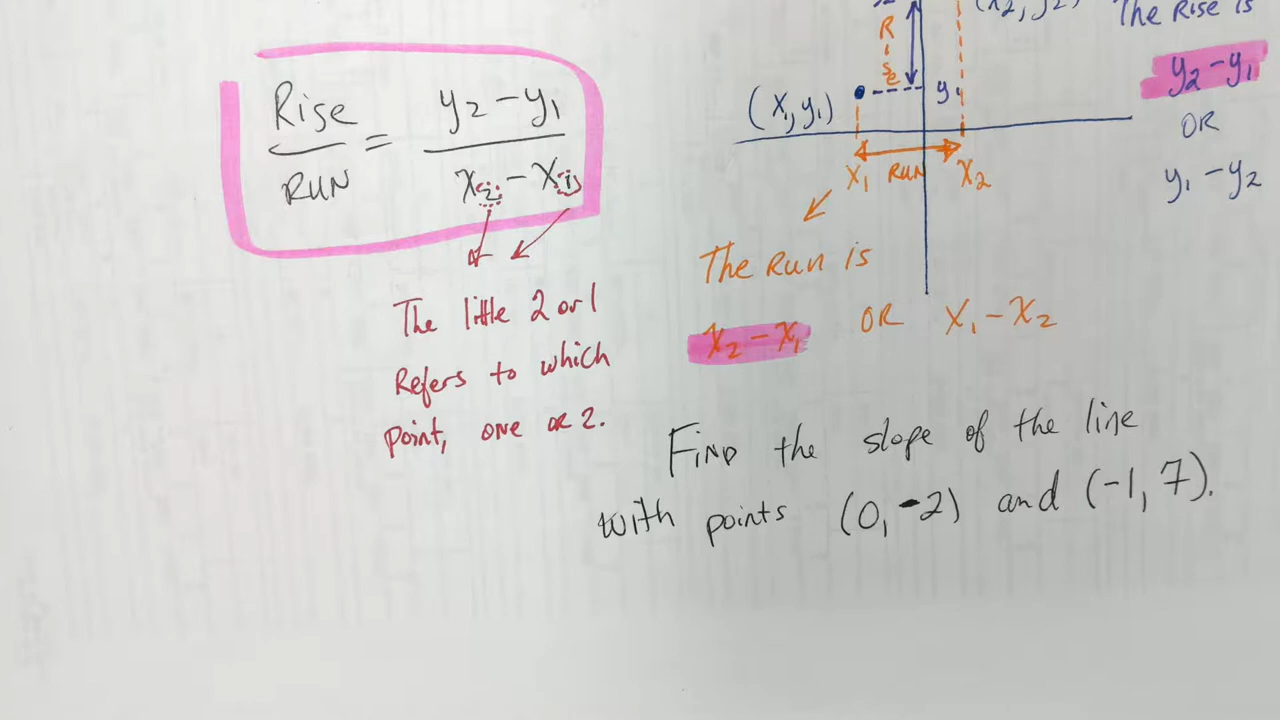 The Rise is
y₂ - y₁
OR
y₁ - y₂
Rise
RUN
=
y₂ - y₁
x₂ - x₁
Rise
(x₁, y₁)
x₁ RUN x₂
The Run is
x₂ - x₁ OR x₁ - x₂
The little 2 or 1
Refers to which
point, one or 2.
Find the slope of the line
with points (0, -2) and (-1, 7).